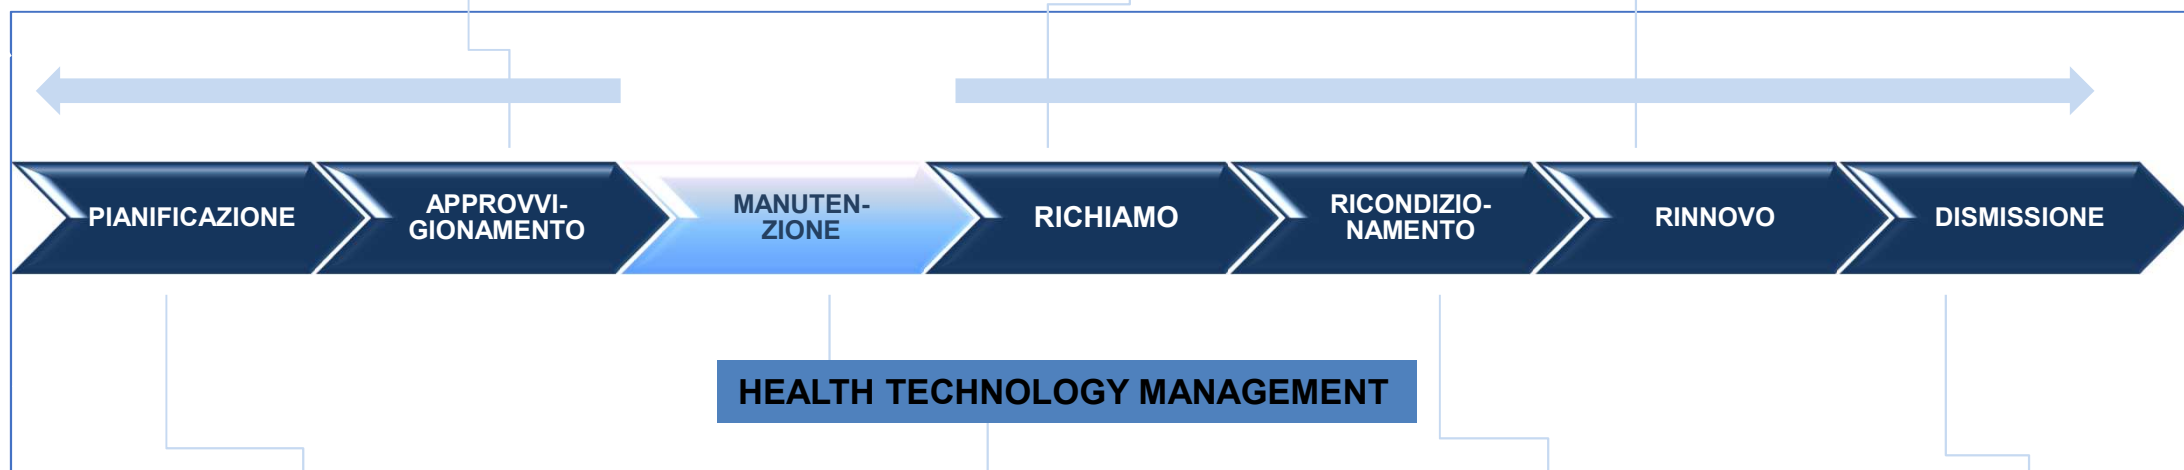 PIANIFICAZIONE
APPROVVI-
GIONAMENTO
MANUTEN-
ZIONE
RICHIAMO
RICONDIZIO-
NAMENTO
RINNOVO
DISMISSIONE
HEALTH TECHNOLOGY MANAGEMENT